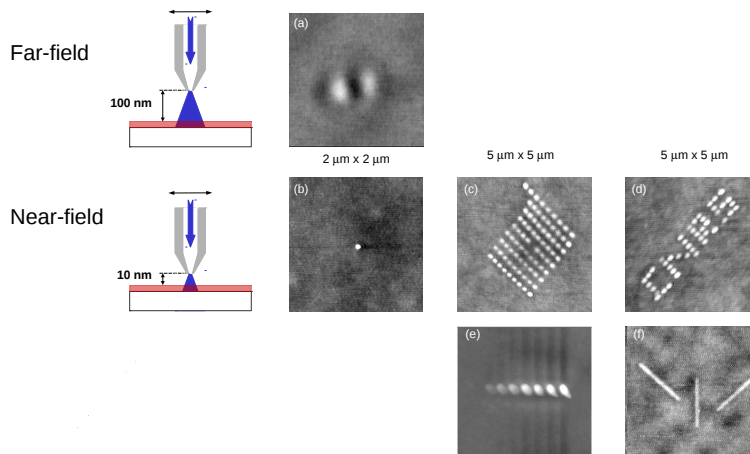 (a)
Far-field
100 nm
2 μm x 2 μm
5 μm x 5 μm
5 μm x 5 μm
(b)
(c)
(d)
Near-field
10 nm
(e)
(f)